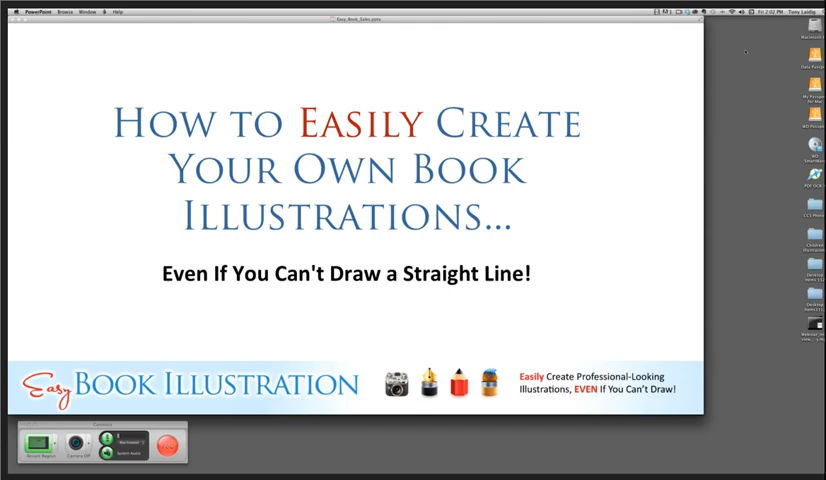 PowerPoint Browse Window Help
Fri 2:02 PM Tony Laidig
Easy_Book_Sales.pptx
How to Easily Create
Your Own Book
Illustrations...
Even If You Can't Draw a Straight Line!
Easy Book Illustration
Easily Create Professional-Looking
Illustrations, EVEN If You Can't Draw!
Camtasia
Camera Off
System Audio
Macintosh